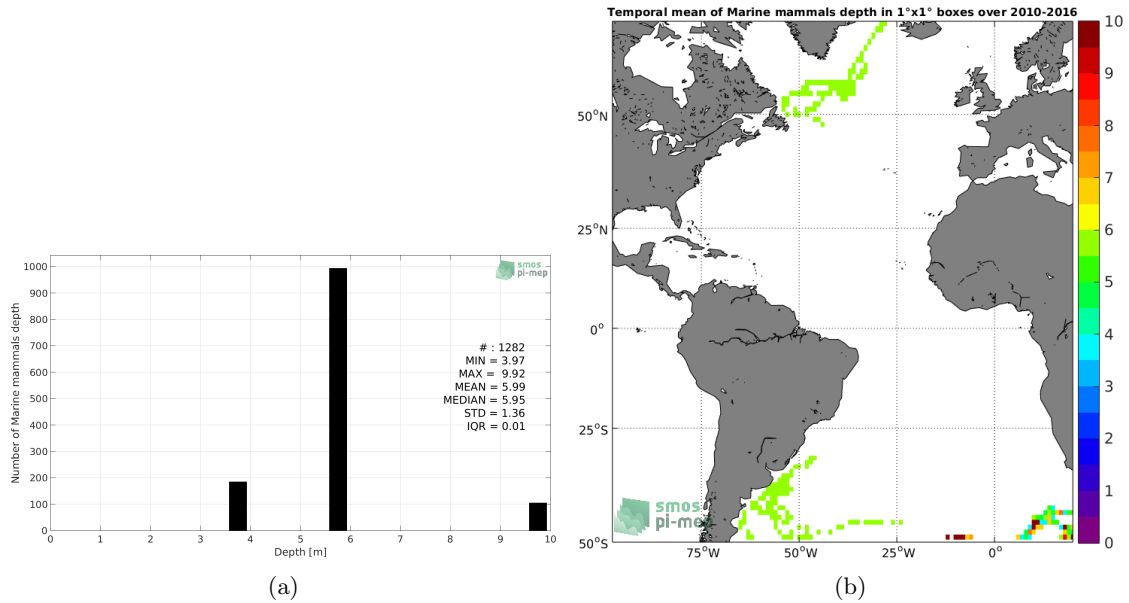 Temporal mean of Marine mammals depth in 1°x1° boxes over 2010-2016
Number of Marine mammals depth
1000
900
800
700
600
500
400
300
200
100
0
0 1 2 3 4 5 6 7 8 9 10
Depth [m]
smos
pi-mep
# : 1282
MIN = 3.97
MAX = 9.92
MEAN = 5.99
MEDIAN = 5.95
STD = 1.36
IQR = 0.01
(a)
50°N
25°N
0°
25°S
50°S
75°W 50°W 25°W 0°
smos
pi-mep
10
9
8
7
6
5
4
3
2
1
0
(b)